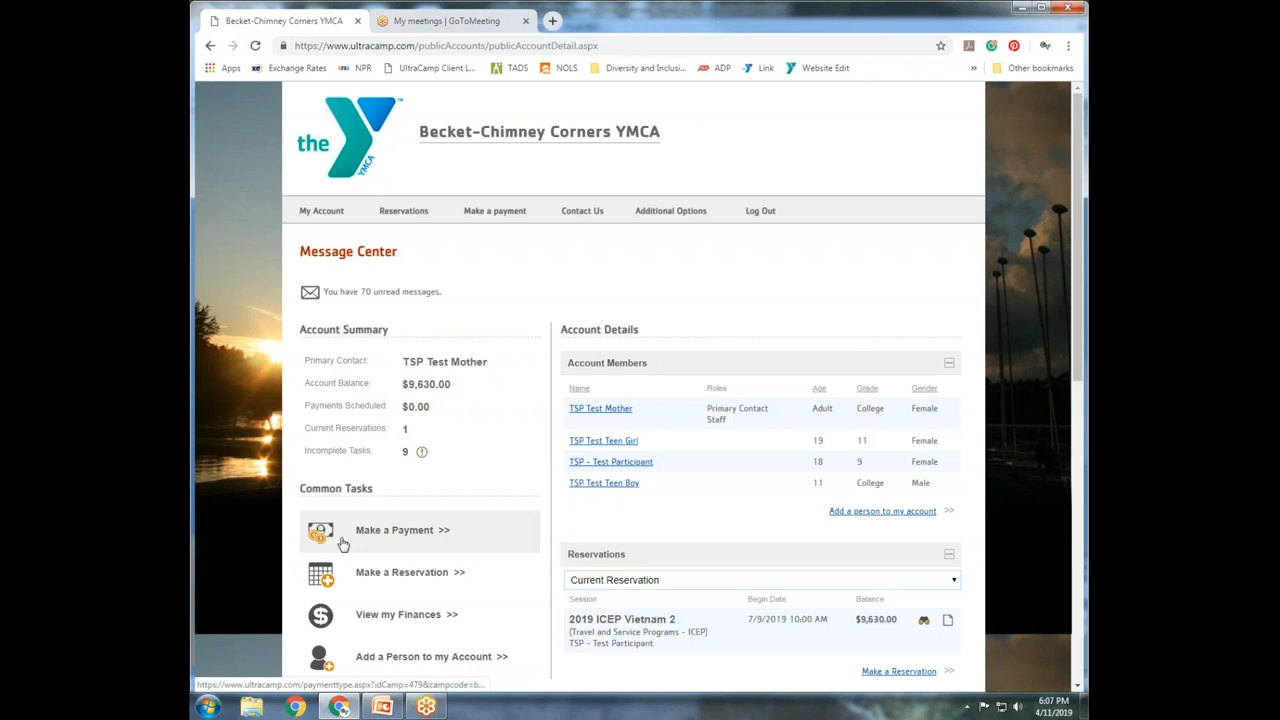 Becket-Chimney Corners YMCA
My meetings | GoToMeeting
https://www.ultracamp.com/publicAccounts/publicAccountDetail.aspx
Apps
Exchange Rates
NPR
UltraCamp Client L...
TADS
NOLS
Diversity and Inclusi...
ADP
Link
Website Edit
»
Other bookmarks
the YMCA
Becket-Chimney Corners YMCA
My Account
Reservations
Make a payment
Contact Us
Additional Options
Log Out
Message Center
You have 70 unread messages.
Account Summary
Primary Contact: TSP Test Mother
Account Balance: $9,630.00
Payments Scheduled: $0.00
Current Reservations: 1
Incomplete Tasks: 9
Common Tasks
Make a Payment >>
Make a Reservation >>
View my Finances >>
Add a Person to my Account >>
Account Details
Account Members
Name Roles Age Grade Gender
TSP Test Mother Primary Contact Adult College Female
Staff
TSP Test Teen Girl 19 11 Female
TSP - Test Participant 18 9 Female
TSP Test Teen Boy 11 College Male
Add a person to my account >>
Reservations
Current Reservation
Session Begin Date Balance
2019 ICEP Vietnam 2 7/9/2019 10:00 AM $9,630.00
(Travel and Service Programs - ICEP)
TSP - Test Participant
Make a Reservation >>
https://www.ultracamp.com/paymenttype.aspx?idCamp=479&campcode=b...
6:07 PM
4/11/2019